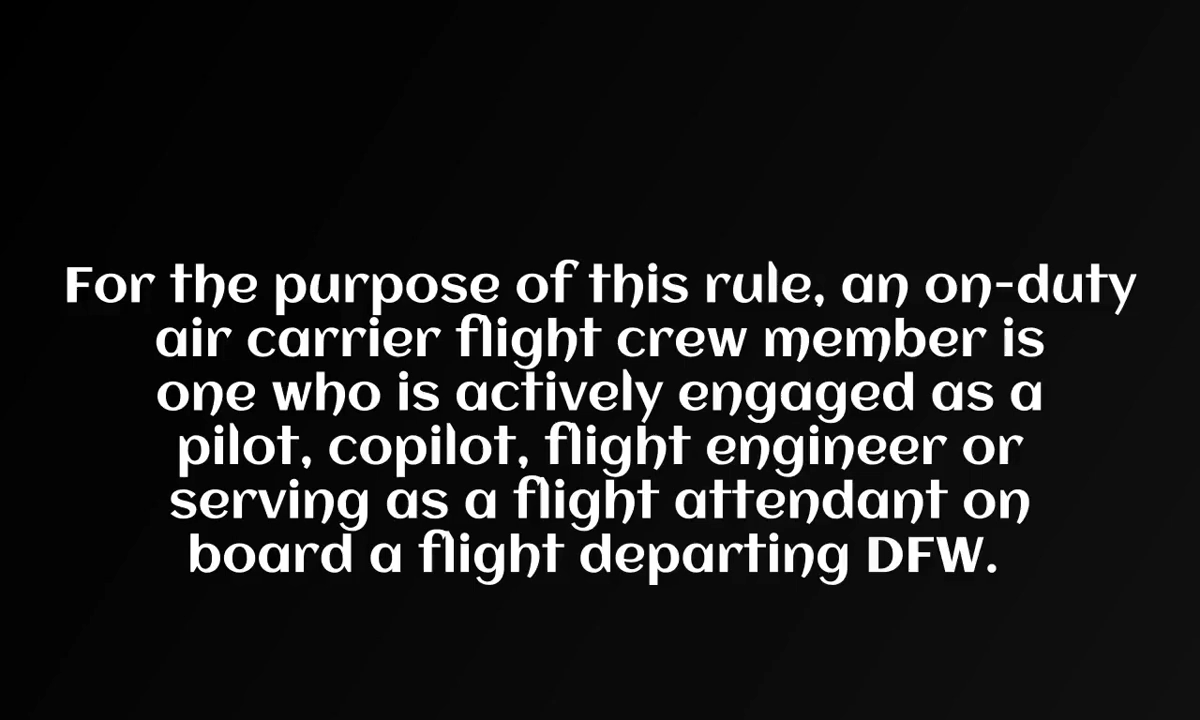 For the purpose of this rule, an on-duty
air carrier flight crew member is
one who is actively engaged as a
pilot, copilot, flight engineer or
serving as a flight attendant on
board a flight departing DFW.